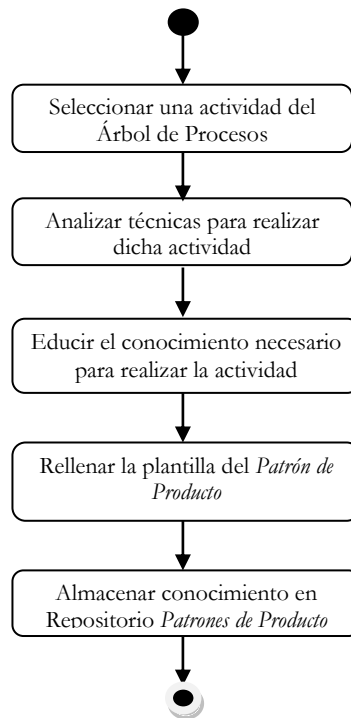 Seleccionar una actividad del
Árbol de Procesos
Analizar técnicas para realizar
dicha actividad
Educir el conocimiento necesario
para realizar la actividad
Rellenar la plantilla del Patrón de
Producto
Almacenar conocimiento en
Repositorio Patrones de Producto